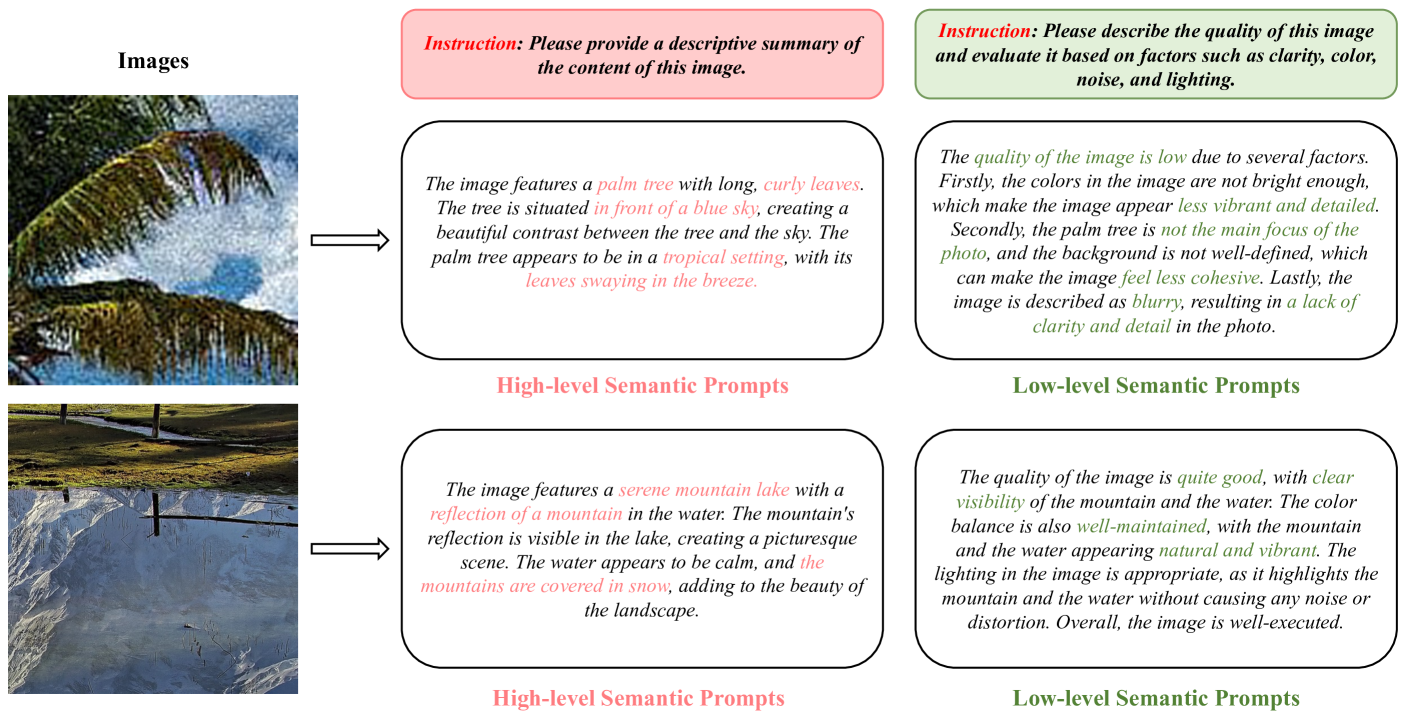 Images
Instruction: Please provide a descriptive summary of
the content of this image.
Instruction: Please describe the quality of this image
and evaluate it based on factors such as clarity, color,
noise, and lighting.
The image features a palm tree with long, curly leaves.
The tree is situated in front of a blue sky, creating a
beautiful contrast between the tree and the sky. The
palm tree appears to be in a tropical setting, with its
leaves swaying in the breeze.
High-level Semantic Prompts
The quality of the image is low due to several factors.
Firstly, the colors in the image are not bright enough,
which make the image appear less vibrant and detailed.
Secondly, the palm tree is not the main focus of the
photo, and the background is not well-defined, which
can make the image feel less cohesive. Lastly, the
image is described as blurry, resulting in a lack of
clarity and detail in the photo.
Low-level Semantic Prompts
The image features a serene mountain lake with a
reflection of a mountain in the water. The mountain's
reflection is visible in the lake, creating a picturesque
scene. The water appears to be calm, and the
mountains are covered in snow, adding to the beauty of
the landscape.
High-level Semantic Prompts
The quality of the image is quite good, with clear
visibility of the mountain and the water. The color
balance is also well-maintained, with the mountain
and the water appearing natural and vibrant. The
lighting in the image is appropriate, as it highlights the
mountain and the water without causing any noise or
distortion. Overall, the image is well-executed.
Low-level Semantic Prompts